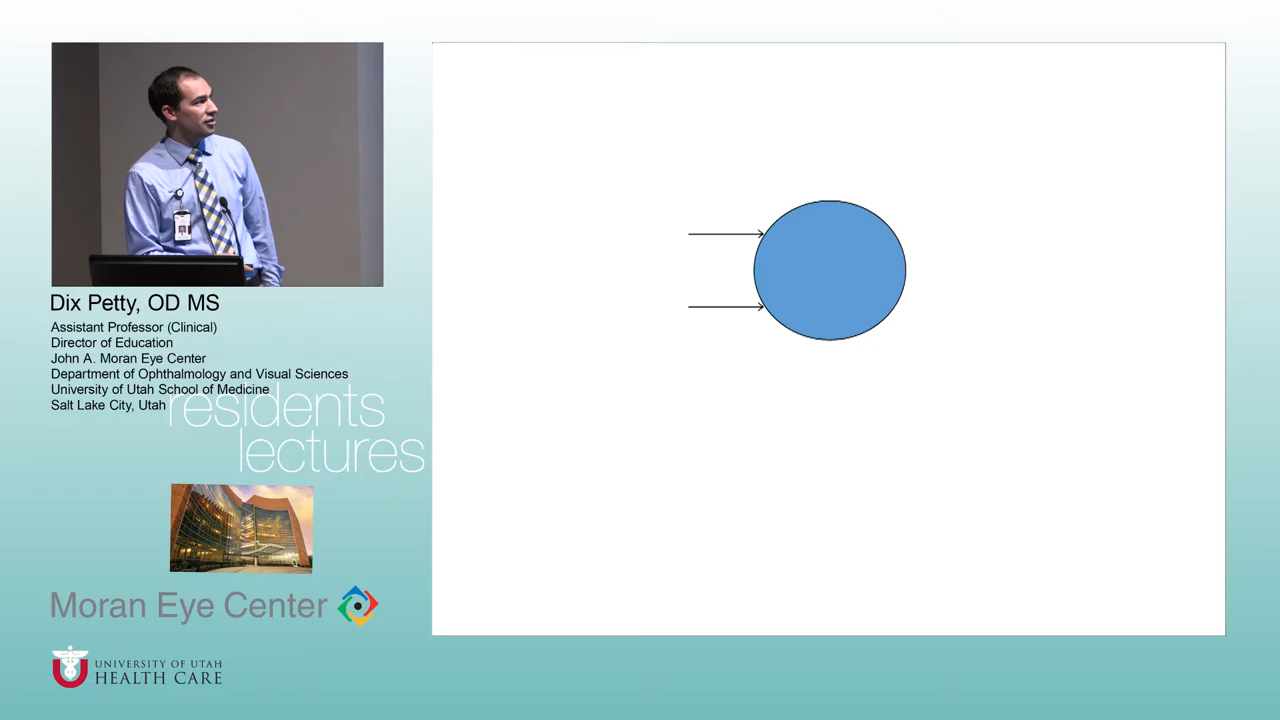 Dix Petty, OD MS
Assistant Professor (Clinical)
Director of Education
John A. Moran Eye Center
Department of Ophthalmology and Visual Sciences
University of Utah School of Medicine
Salt Lake City, Utah
residents
lectures
Moran Eye Center
UNIVERSITY OF UTAH
HEALTH CARE